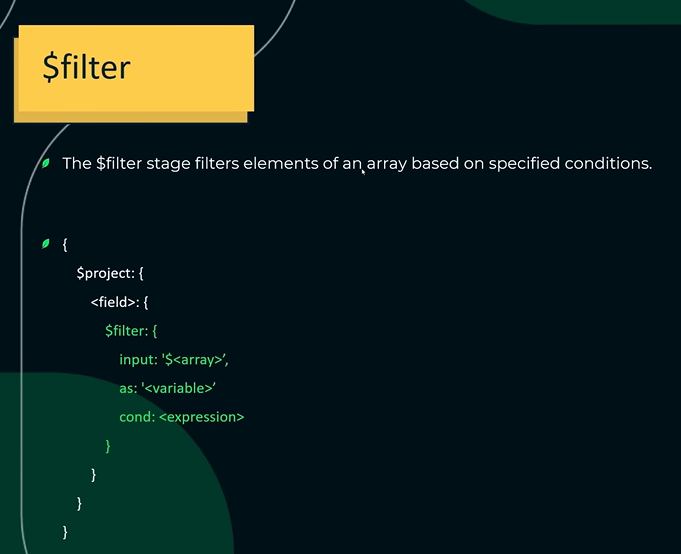 $filter
The $filter stage filters elements of an array based on specified conditions.
{
$project: {
<field>: {
$filter: {
input: '$<array>’,
as: '<variable>’
cond: <expression>
}
}
}
}